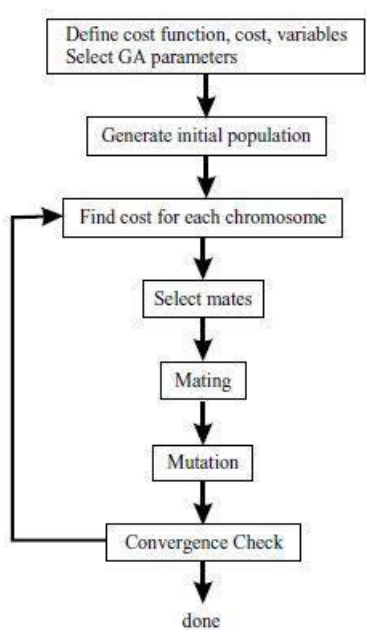 Define cost function, cost, variables
Select GA parameters
Generate initial population
Find cost for each chromosome
Select mates
Mating
Mutation
Convergence Check
done